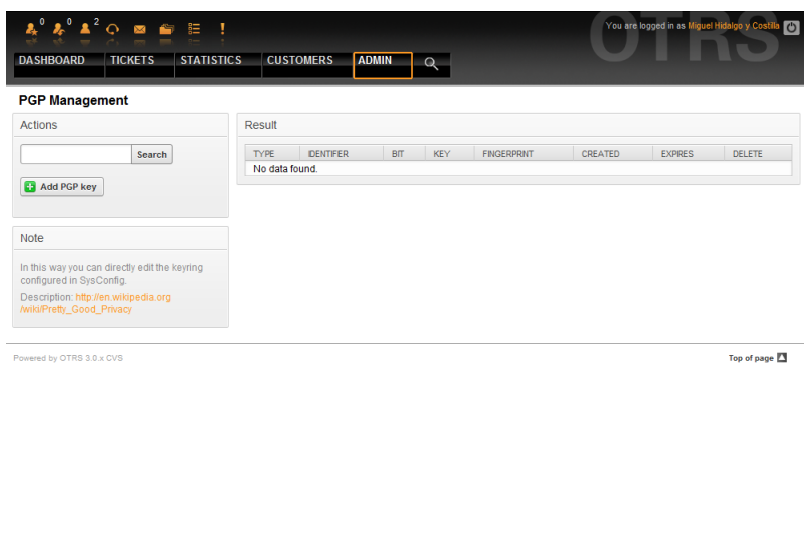 0 0 2
You are logged in as Miguel Hidalgo y Costilla
OTRS
DASHBOARD TICKETS STATISTICS CUSTOMERS ADMIN
PGP Management
Actions
Search
Add PGP key
Note
In this way you can directly edit the keyring
configured in SysConfig.
Description: http://en.wikipedia.org
/wiki/Pretty_Good_Privacy
Result
TYPE IDENTIFIER BIT KEY FINGERPRINT CREATED EXPIRES DELETE
No data found.
Powered by OTRS 3.0.x CVS
Top of page